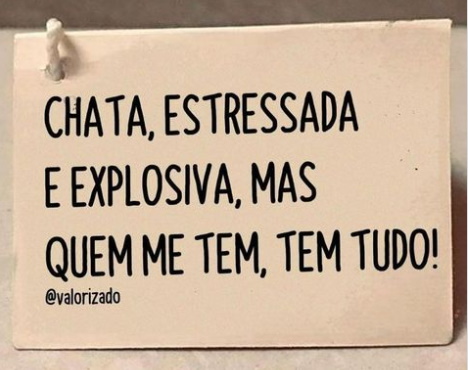 CHATA, ESTRESSADA
E EXPLOSIVA, MAS
QUEM ME TEM, TEM TUDO!
@valorizado